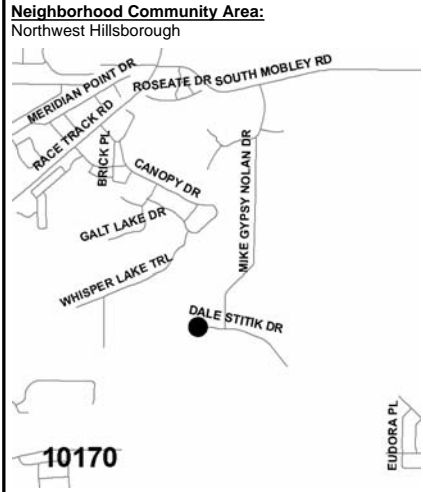 Neighborhood Community Area:
Northwest Hillsborough
MERIDIAN POINT DR
ROSEATE DR
SOUTH MOBLEY RD
RACE TRACK RD
BRICK PL
CANOPY DR
MIKE GYPSY NOLAN DR
GALT LAKE DR
WHISPER LAKE TRL
DALE STITIK DR
EUDORA PL
10170